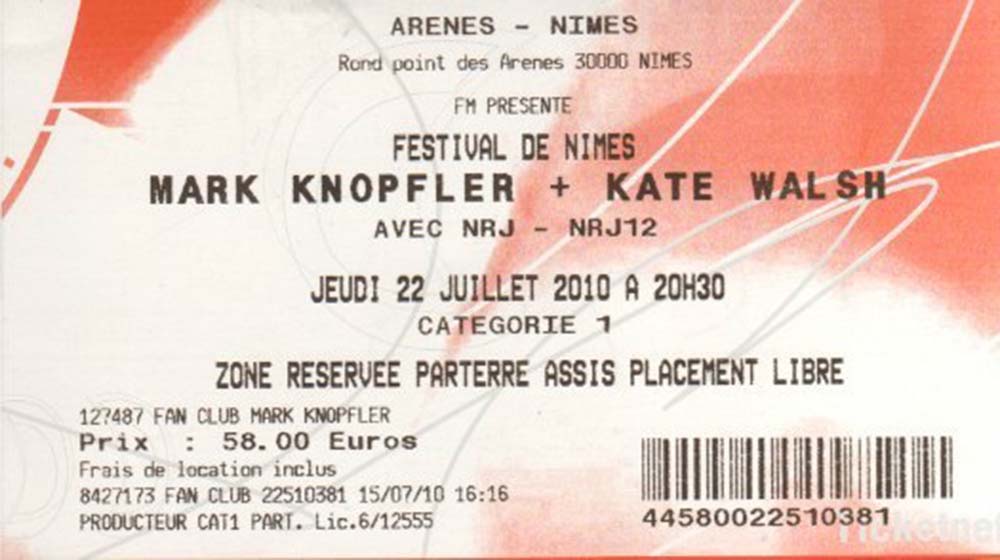 ARENES - NIMES
Rond point des Arenes 30000 NIMES
FM PRESENTE
FESTIVAL DE NIMES
MARK KNOPFLER + KATE WALSH
AVEC NRJ - NRJ12
JEUDI 22 JUILLET 2010 A 20H30
CATEGORIE 1
ZONE RESERVEE PARTERRE ASSIS PLACEMENT LIBRE
127487 FAN CLUB MARK KNOPFLER
Prix : 58.00 Euros
Frais de location inclus
8427173 FAN CLUB 22510381 15/07/10 16:16
PRODUCTEUR CAT1 PART. Lic.6/12555
44580022510381